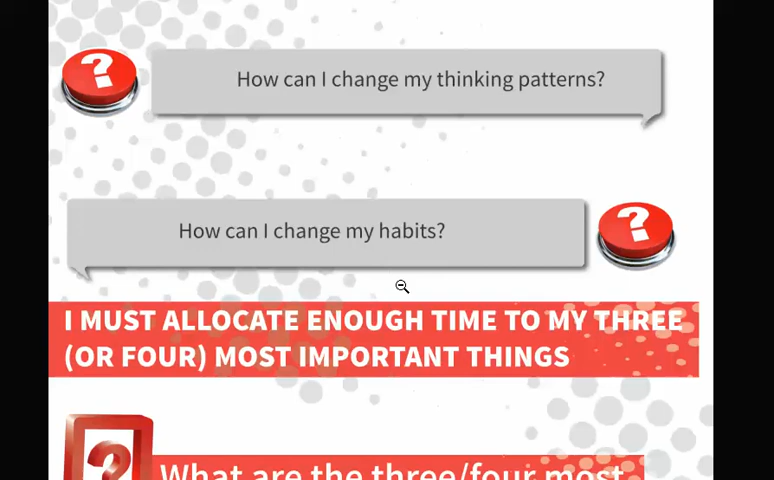 How can I change my thinking patterns?
How can I change my habits?
I MUST ALLOCATE ENOUGH TIME TO MY THREE
(OR FOUR) MOST IMPORTANT THINGS
What are the three/four most